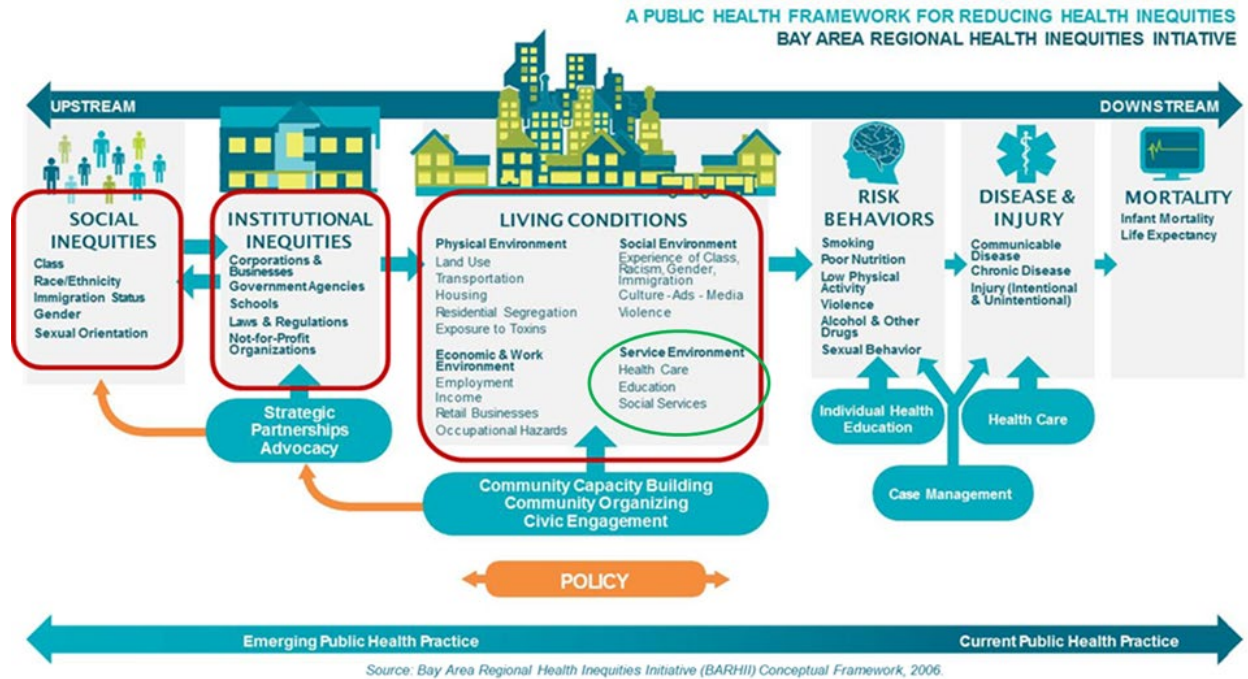 A PUBLIC HEALTH FRAMEWORK FOR REDUCING HEALTH INEQUITIES
BAY AREA REGIONAL HEALTH INEQUITIES INTIATIVE
UPSTREAM
DOWNSTREAM
SOCIAL
INEQUITIES
Class
Race/Ethnicity
Immigration Status
Gender
Sexual Orientation
INSTITUTIONAL
INEQUITIES
Corporations &
Businesses
Government Agencies
Schools
Laws & Regulations
Not-for-Profit
Organizations
LIVING CONDITIONS
Physical Environment
Land Use
Transportation
Housing
Residential Segregation
Exposure to Toxins
Economic & Work
Environment
Employment
Income
Retail Businesses
Occupational Hazards
Social Environment
Experience of Class,
Racism, Gender,
Immigration
Culture - Ads - Media
Violence
Service Environment
Health Care
Education
Social Services
RISK
BEHAVIORS
Smoking
Poor Nutrition
Low Physical
Activity
Violence
Alcohol & Other
Drugs
Sexual Behavior
DISEASE &
INJURY
Communicable
Disease
Chronic Disease
Injury (Intentional
& Unintentional)
MORTALITY
Infant Mortality
Life Expectancy
Strategic
Partnerships
Advocacy
Community Capacity Building
Community Organizing
Civic Engagement
Individual Health
Education
Health Care
Case Management
POLICY
Emerging Public Health Practice
Current Public Health Practice
Source: Bay Area Regional Health Inequities Initiative (BARHII) Conceptual Framework, 2006.